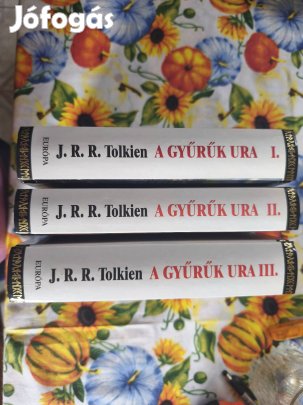 Jófogás
EURÓPA J. R. R. Tolkien A GYŰRŰK URA I.
EURÓPA J. R. R. Tolkien A GYŰRŰK URA II.
EURÓPA J. R. R. Tolkien A GYŰRŰK URA III.